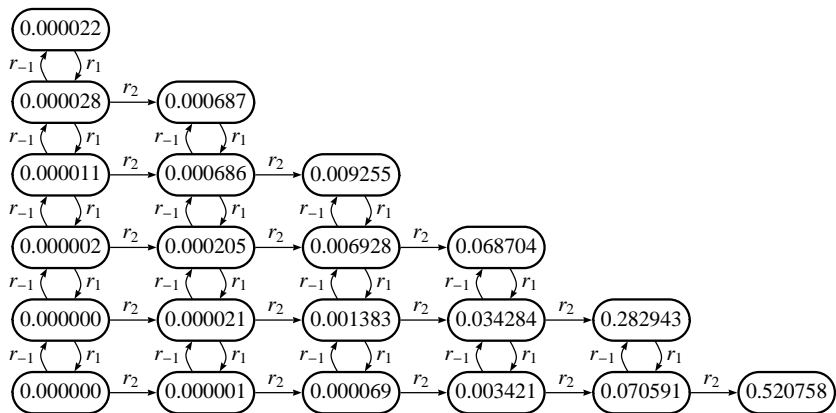 0.000022
r₋₁ r₁
0.000028 r₂ 0.000687
r₋₁ r₁ r₋₁ r₁
0.000011 r₂ 0.000686 r₂ 0.009255
r₋₁ r₁ r₋₁ r₁ r₋₁ r₁
0.000002 r₂ 0.000205 r₂ 0.006928 r₂ 0.068704
r₋₁ r₁ r₋₁ r₁ r₋₁ r₁ r₋₁ r₁
0.000000 r₂ 0.000021 r₂ 0.001383 r₂ 0.034284 r₂ 0.282943
r₋₁ r₁ r₋₁ r₁ r₋₁ r₁ r₋₁ r₁ r₋₁ r₁
0.000000 r₂ 0.000001 r₂ 0.000069 r₂ 0.003421 r₂ 0.070591 r₂ 0.520758